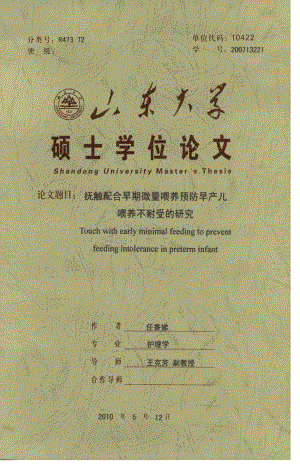 分类号: R473.72 单位代码: 10422
密 级: 学 号: 200713221
山东大学
硕士学位论文
Shandong University Master's Thesis
论文题目: 抚触配合早期微量喂养预防早产儿
喂养不耐受的研究
Touch with early minimal feeding to prevent
feeding intolerance in preterm infant
作 者 任香娣
专 业 护理学
导 师 王克芳 副教授
合作导师
2010 年 5 月 12 日